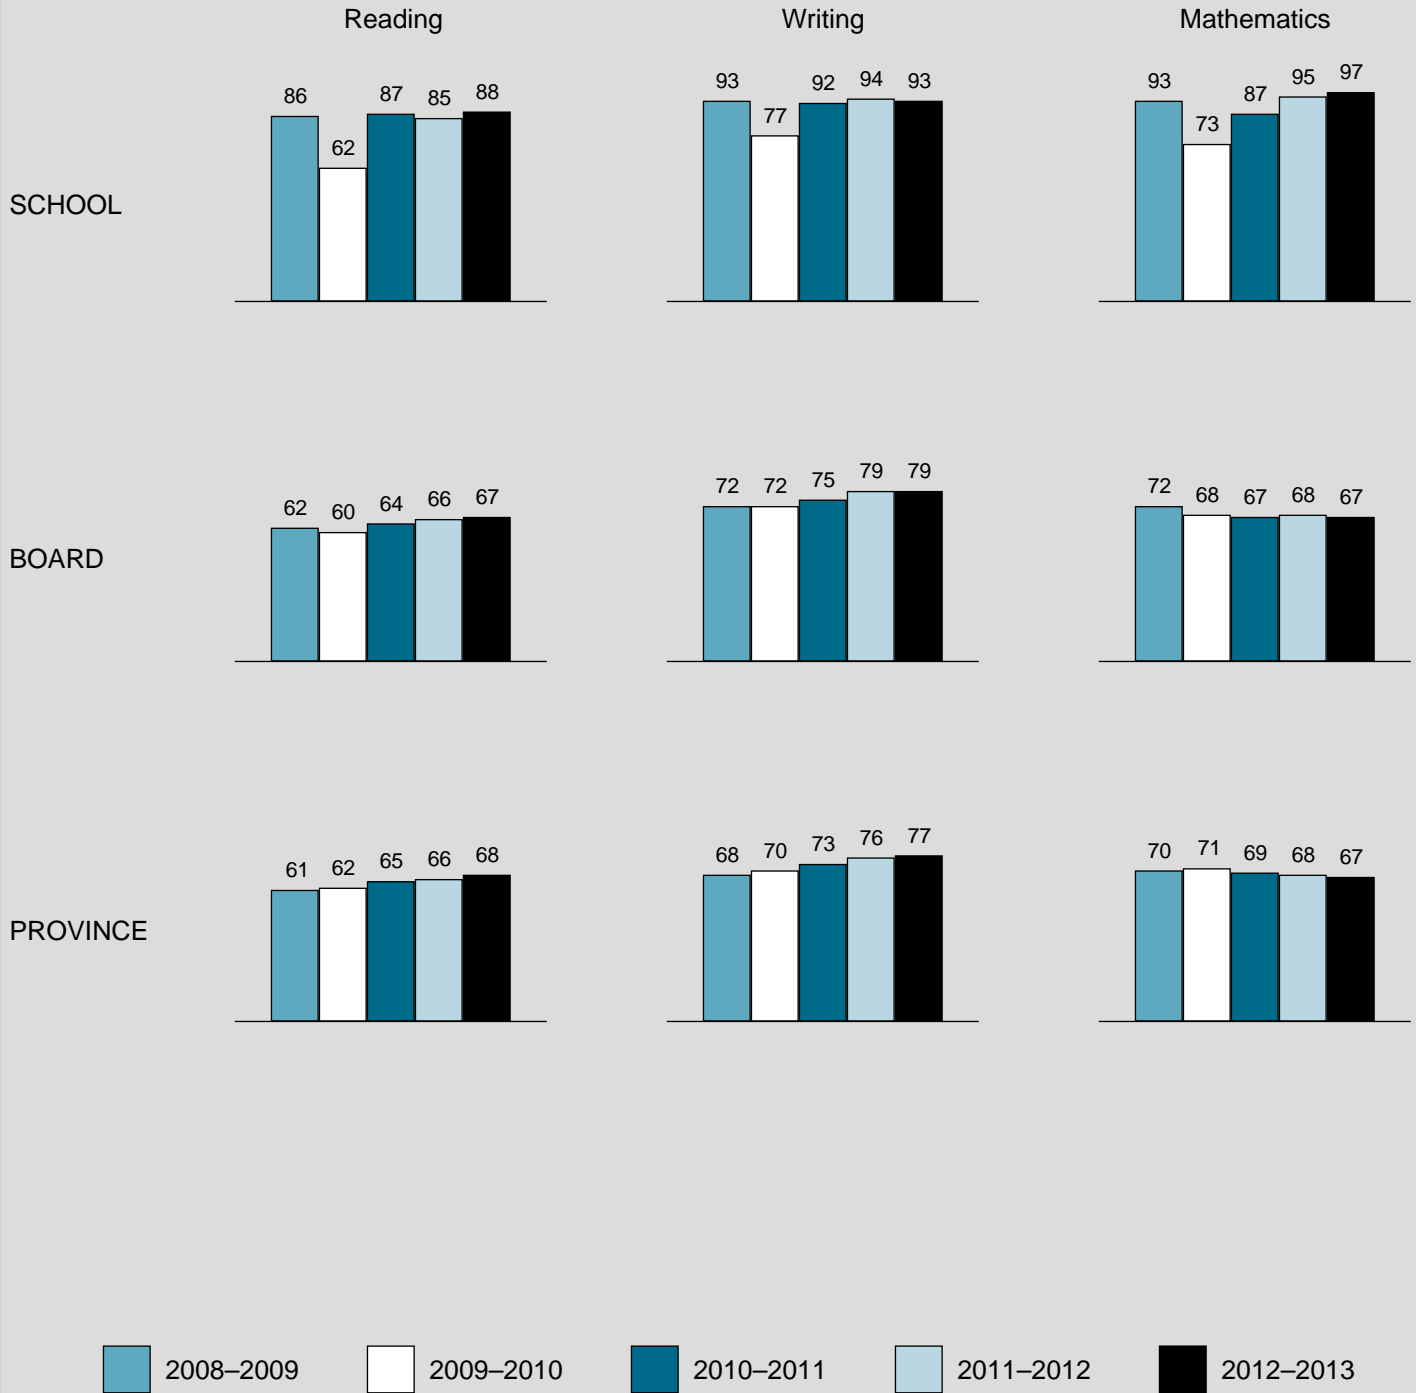 Reading Writing Mathematics
86 62 87 85 88 93 77 92 94 93 93 73 87 95 97
SCHOOL
62 60 64 66 67 72 72 75 79 79 72 68 67 68 67
BOARD
61 62 65 66 68 68 70 73 76 77 70 71 69 68 67
PROVINCE
2008–2009 2009–2010 2010–2011 2011–2012 2012–2013